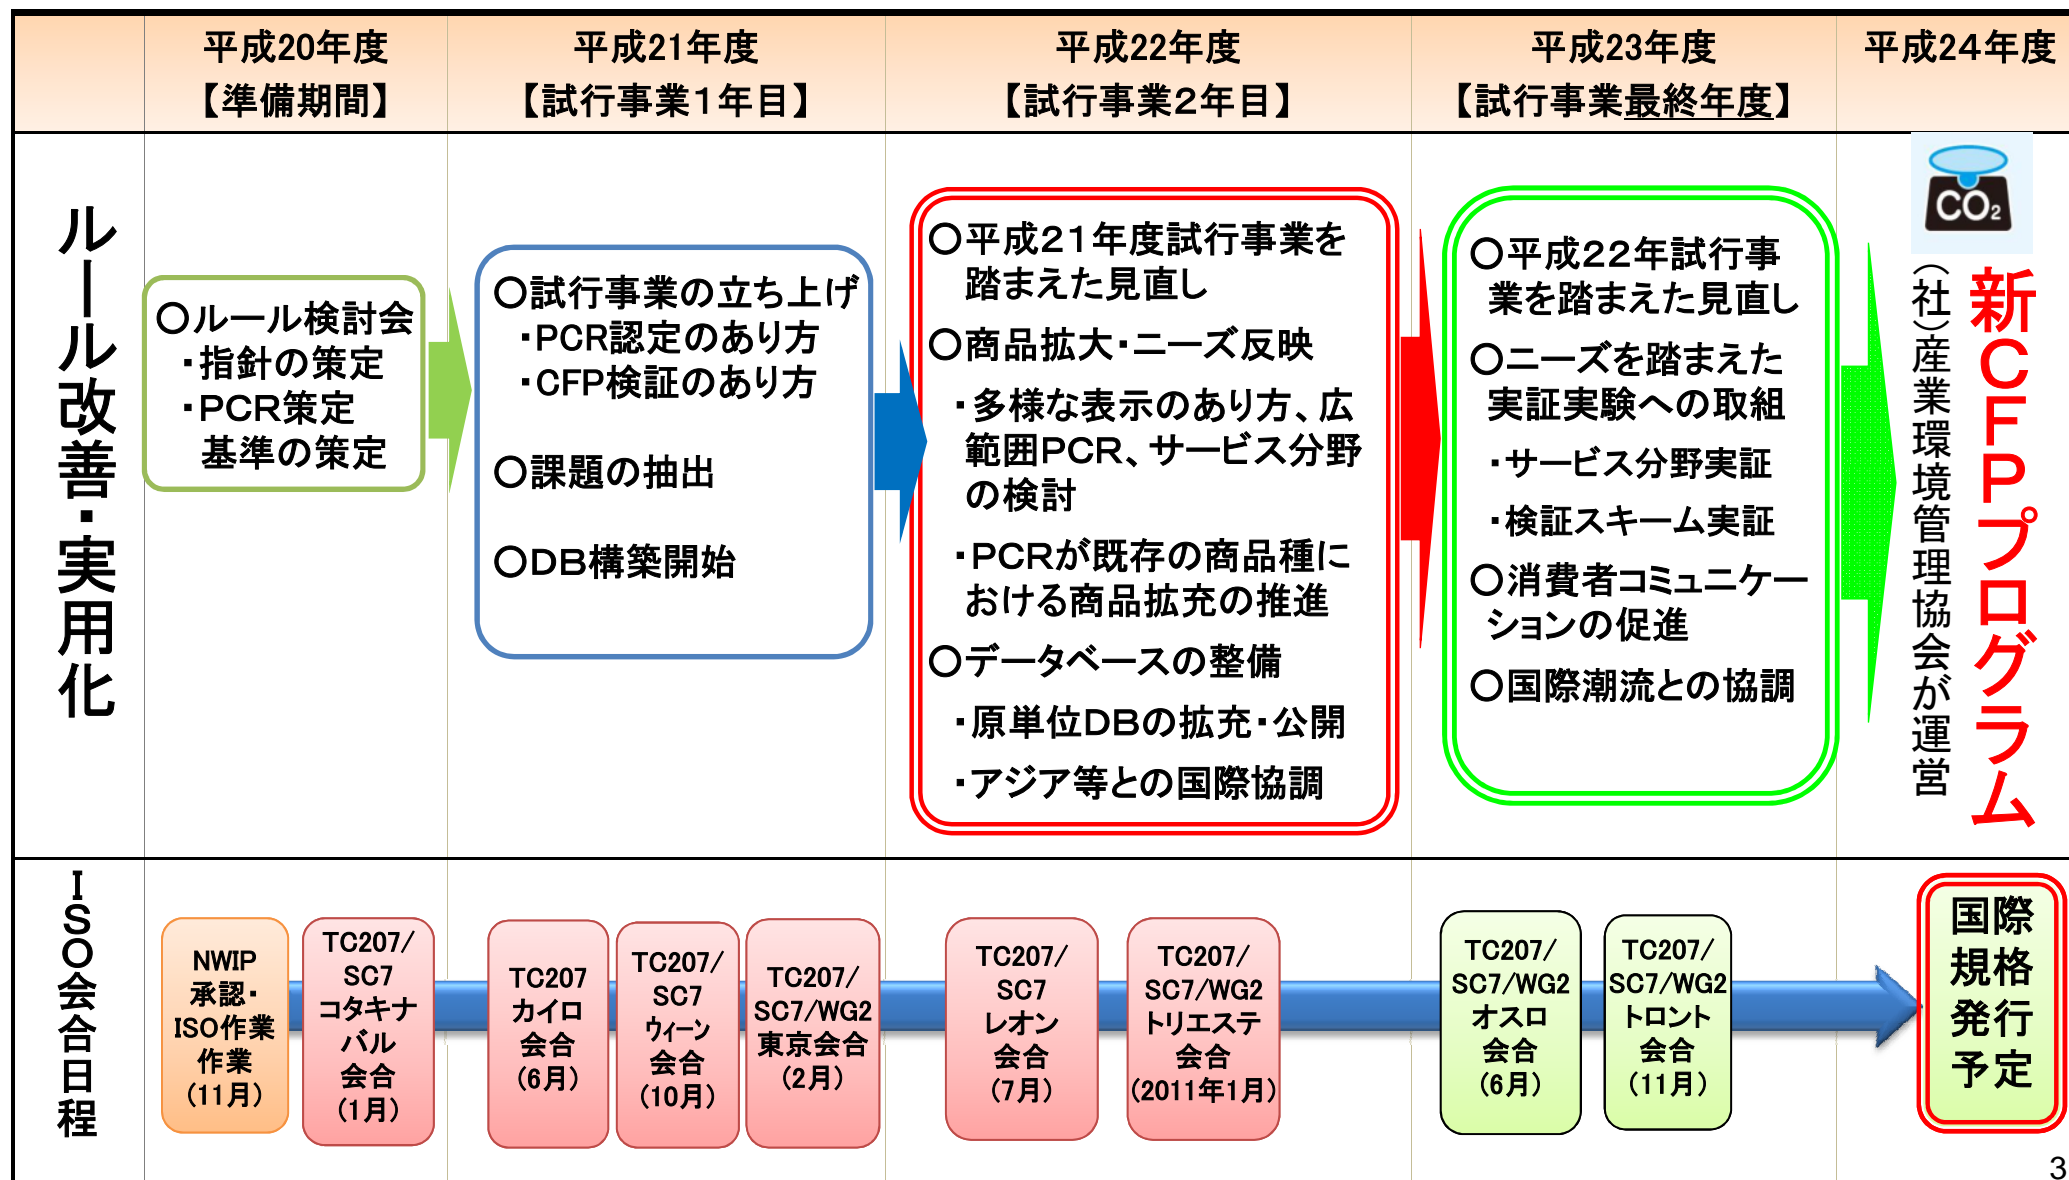 平成20年度
【準備期間】
平成21年度
【試行事業1年目】
平成22年度
【試行事業2年目】
平成23年度
【試行事業最終年度】
平成24年度
ルール改善・実用化
○ルール検討会
・指針の策定
・PCR策定
基準の策定
○試行事業の立ち上げ
・PCR認定のあり方
・CFP検証のあり方
○課題の抽出
○DB構築開始
○平成21年度試行事業を
踏まえた見直し
○商品拡大・ニーズ反映
・多様な表示のあり方、広
範囲PCR、サービス分野
の検討
・PCRが既存の商品種に
おける商品拡充の推進
○データベースの整備
・原単位DBの拡充・公開
・アジア等との国際協調
○平成22年試行事
業を踏まえた見直し
○ニーズを踏まえた
実証実験への取組
・サービス分野実証
・検証スキーム実証
○消費者コミュニケー
ションの促進
○国際潮流との協調
CO2
新CFPプログラム
(社)産業環境管理協会が運営
ISO会合日程
NWIP
承認・
ISO作業
作業
(11月)
TC207/
SC7
コタキナ
バル
会合
(1月)
TC207
カイロ
会合
(6月)
TC207/
SC7
ウィーン
会合
(10月)
TC207/
SC7/WG2
東京会合
(2月)
TC207/
SC7
レオン
会合
(7月)
TC207/
SC7/WG2
トリエステ
会合
(2011年1月)
TC207/
SC7/WG2
オスロ
会合
(6月)
TC207/
SC7/WG2
トロント
会合
(11月)
国際
規格
発行
予定
3